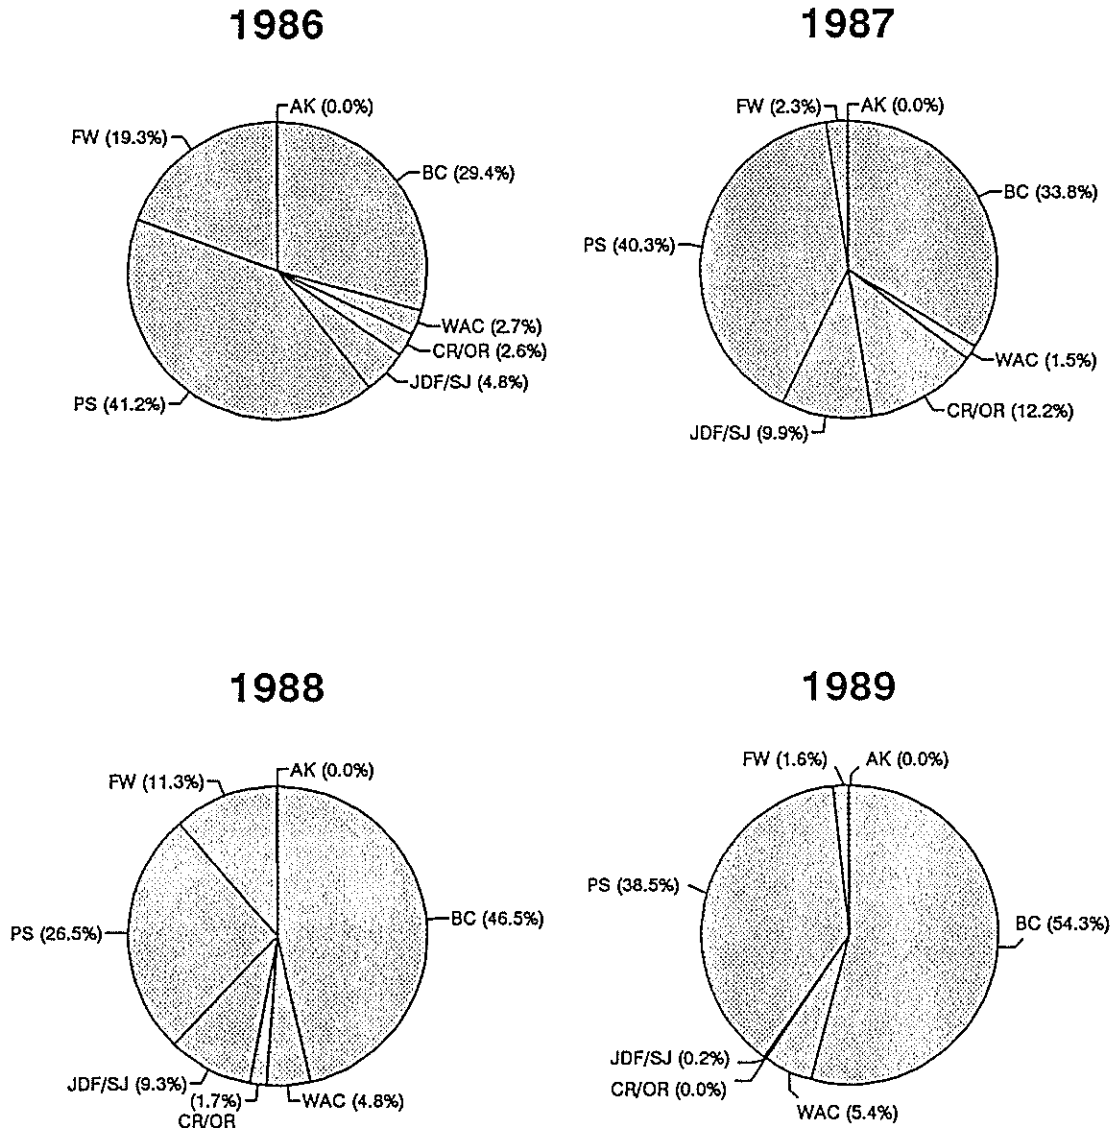 1986
AK (0.0%)
FW (19.3%)
BC (29.4%)
WAC (2.7%)
CR/OR (2.6%)
JDF/SJ (4.8%)
PS (41.2%)
1987
FW (2.3%)
AK (0.0%)
BC (33.8%)
PS (40.3%)
WAC (1.5%)
CR/OR (12.2%)
JDF/SJ (9.9%)
1988
AK (0.0%)
FW (11.3%)
BC (46.5%)
PS (26.5%)
JDF/SJ (9.3%)
(1.7%)
CR/OR
WAC (4.8%)
1989
FW (1.6%)
AK (0.0%)
PS (38.5%)
BC (54.3%)
JDF/SJ (0.2%)
CR/OR (0.0%)
WAC (5.4%)